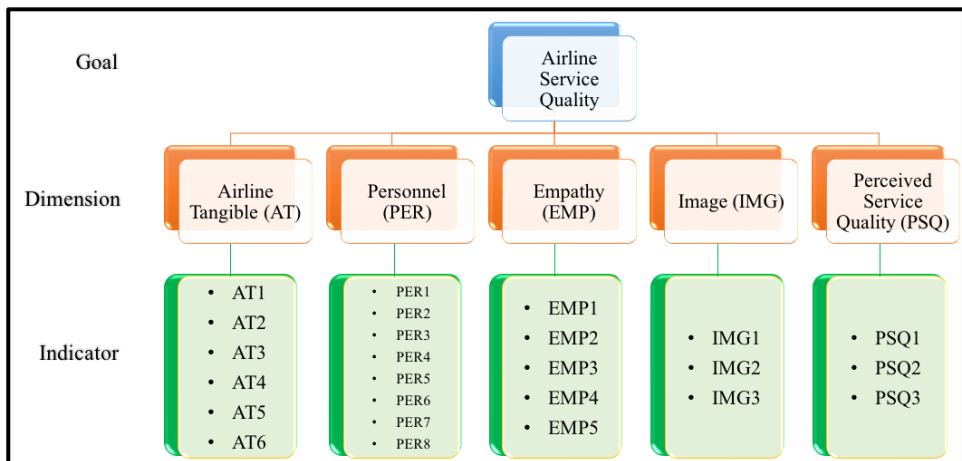 Goal
Airline
Service
Quality
Dimension
Airline
Tangible (AT)
Personnel
(PER)
Empathy
(EMP)
Image (IMG)
Perceived
Service
Quality (PSQ)
Indicator
• AT1
• AT2
• AT3
• AT4
• AT5
• AT6
• PER1
• PER2
• PER3
• PER4
• PER5
• PER6
• PER7
• PER8
• EMP1
• EMP2
• EMP3
• EMP4
• EMP5
• IMG1
• IMG2
• IMG3
• PSQ1
• PSQ2
• PSQ3